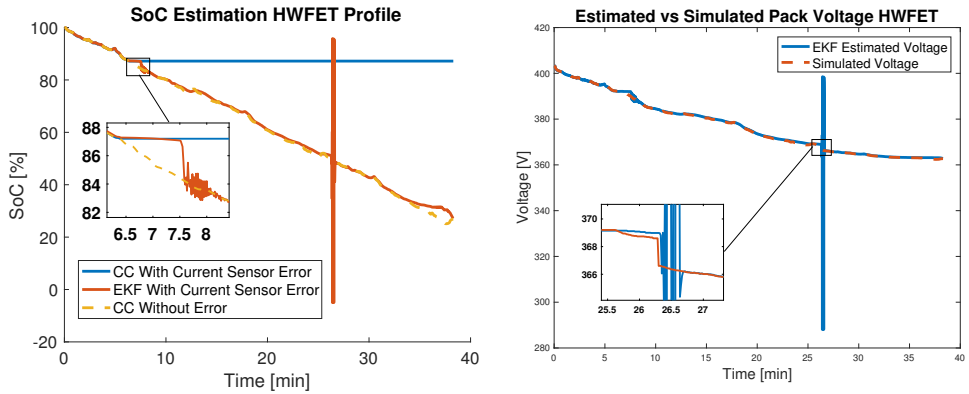 SoC Estimation HWFET Profile
100
80
60
40
20
0
-20
SoC [%]
88
86
84
82
6.5 7 7.5 8
CC With Current Sensor Error
EKF With Current Sensor Error
CC Without Error
0 10 20 30 40
Time [min]
Estimated vs Simulated Pack Voltage HWFET
420
400
380
360
340
320
300
280
Voltage [V]
EKF Estimated Voltage
Simulated Voltage
370
368
366
25.5 26 26.5 27
0 5 10 15 20 25 30 35 40
Time [min]